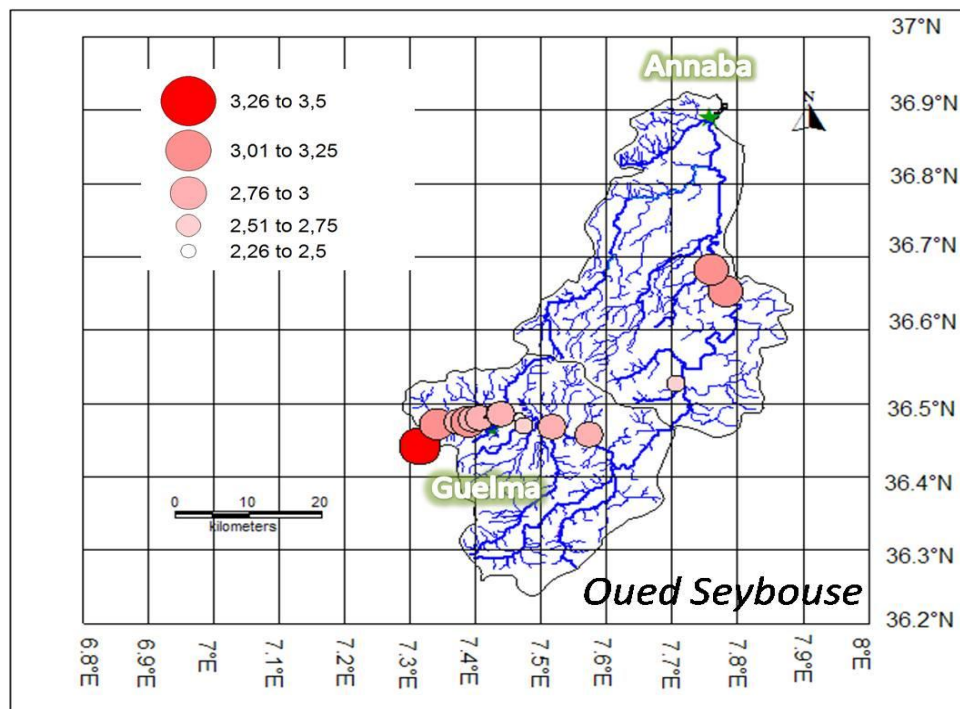 37°N
Annaba
3,26 to 3,5
36.9°N
N
3,01 to 3,25
36.8°N
2,76 to 3
2,51 to 2,75
36.7°N
2,26 to 2,5
36.6°N
36.5°N
Guelma
36.4°N
0 10 20
kilometers
36.3°N
Oued Seybouse
36.2°N
6.8°E 6.9°E 7°E 7.2°E 7.3°E 7.4°E 7.5°E 7.6°E 7.7°E 7.8°E 7.9°E 8°E